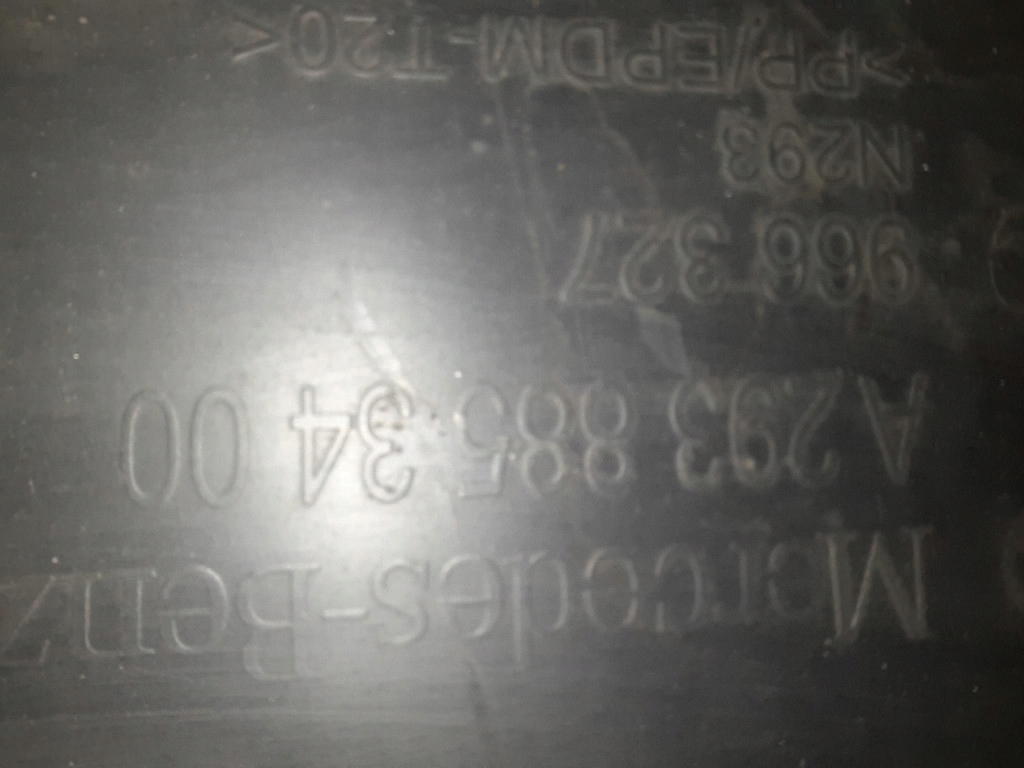 Mercedes-Benz
A 293 885 34 00
966 327
N293
>PP/EPDM-T20<